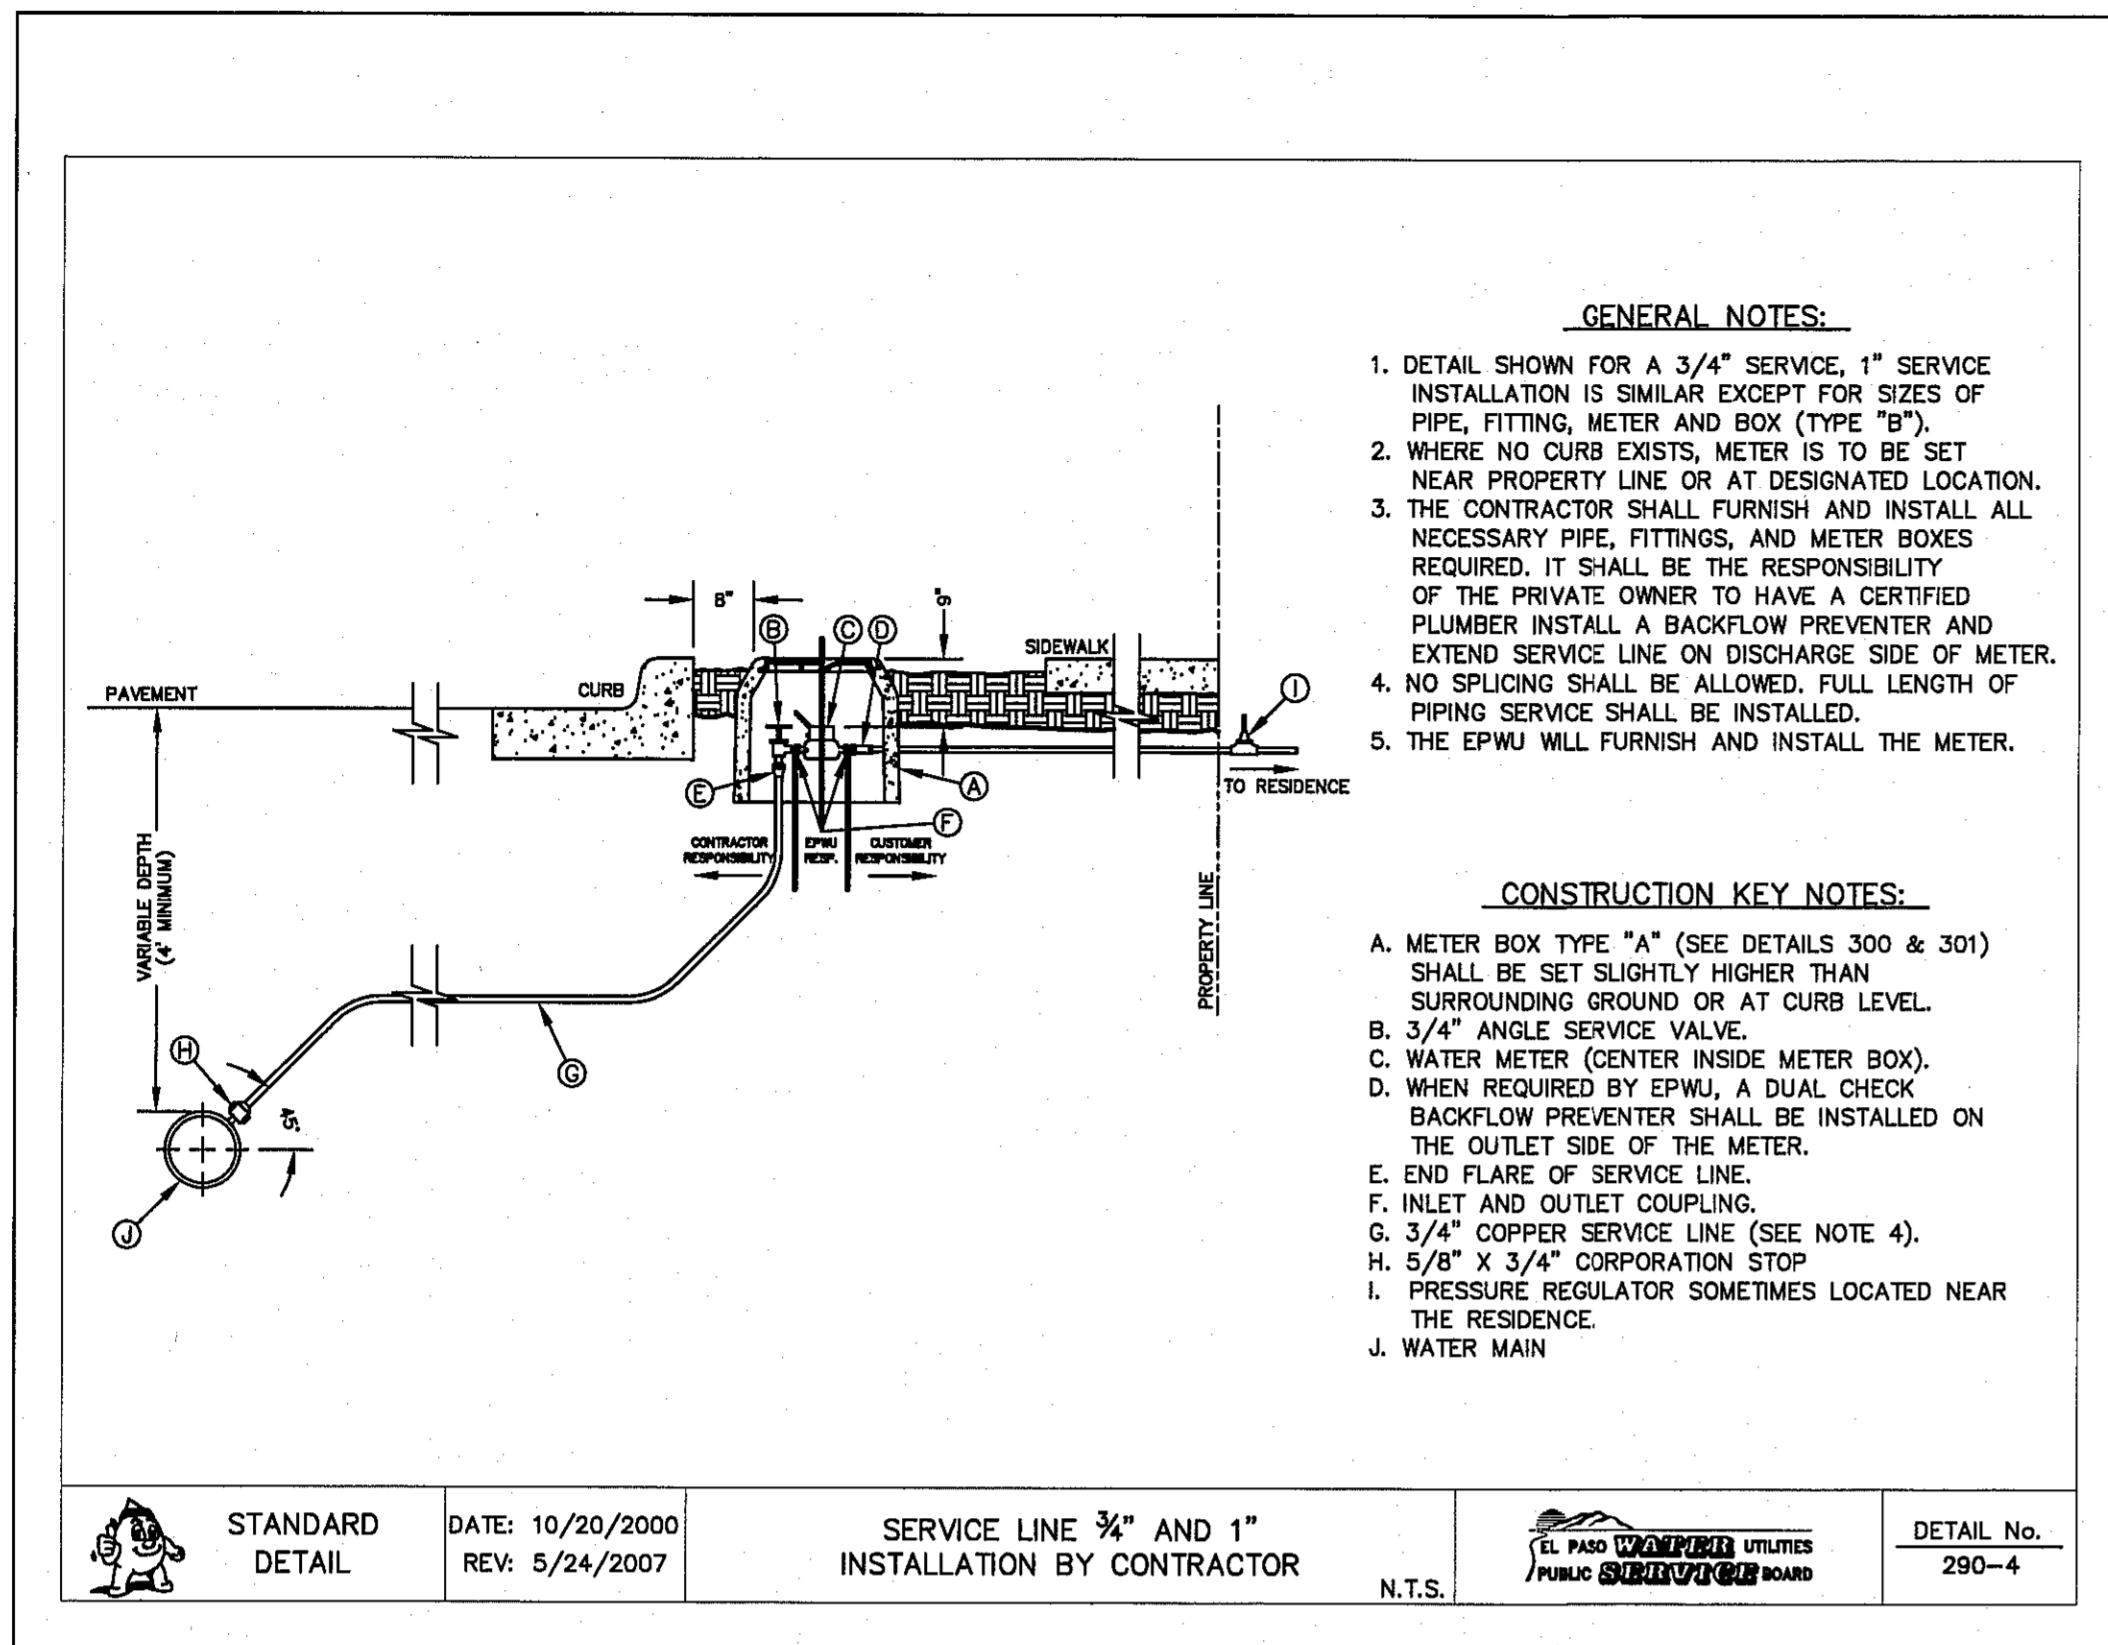 GENERAL NOTES:
1. DETAIL SHOWN FOR A 3/4" SERVICE, 1" SERVICE
INSTALLATION IS SIMILAR EXCEPT FOR SIZES OF
PIPE, FITTING, METER AND BOX (TYPE "B").
2. WHERE NO CURB EXISTS, METER IS TO BE SET
NEAR PROPERTY LINE OR AT DESIGNATED LOCATION.
3. THE CONTRACTOR SHALL FURNISH AND INSTALL ALL
NECESSARY PIPE, FITTINGS, AND METER BOXES
REQUIRED. IT SHALL BE THE RESPONSIBILITY
OF THE PRIVATE OWNER TO HAVE A CERTIFIED
PLUMBER INSTALL A BACKFLOW PREVENTER AND
EXTEND SERVICE LINE ON DISCHARGE SIDE OF METER.
4. NO SPLICING SHALL BE ALLOWED. FULL LENGTH OF
PIPING SERVICE SHALL BE INSTALLED.
5. THE EPWU WILL FURNISH AND INSTALL THE METER.
8"
B
C
D
SIDEWALK
PAVEMENT
CURB
I
E
A
TO RESIDENCE
F
CONTRACTOR
RESPONSIBILITY
EPWU
RESP.
CUSTOMER
RESPONSIBILITY
VARIABLE DEPTH
(4' MINIMUM)
PROPERTY LINE
H
G
45°
J
CONSTRUCTION KEY NOTES:
A. METER BOX TYPE "A" (SEE DETAILS 300 & 301)
SHALL BE SET SLIGHTLY HIGHER THAN
SURROUNDING GROUND OR AT CURB LEVEL.
B. 3/4" ANGLE SERVICE VALVE.
C. WATER METER (CENTER INSIDE METER BOX).
D. WHEN REQUIRED BY EPWU, A DUAL CHECK
BACKFLOW PREVENTER SHALL BE INSTALLED ON
THE OUTLET SIDE OF THE METER.
E. END FLARE OF SERVICE LINE.
F. INLET AND OUTLET COUPLING.
G. 3/4" COPPER SERVICE LINE (SEE NOTE 4).
H. 5/8" X 3/4" CORPORATION STOP
I. PRESSURE REGULATOR SOMETIMES LOCATED NEAR
THE RESIDENCE.
J. WATER MAIN
STANDARD
DETAIL
DATE: 10/20/2000
REV: 5/24/2007
SERVICE LINE ¾" AND 1"
INSTALLATION BY CONTRACTOR
N.T.S.
EL PASO WATER UTILITIES
PUBLIC SERVICE BOARD
DETAIL No.
290-4